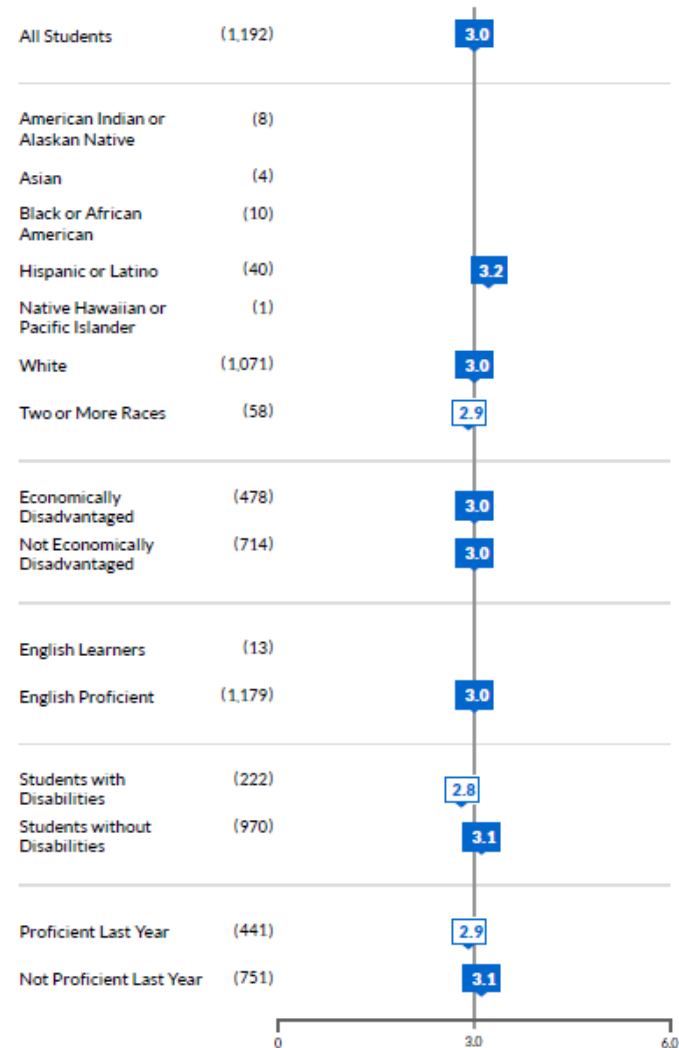 All Students (1,192) 3.0
American Indian or (8)
Alaskan Native
Asian (4)
Black or African (10)
American
Hispanic or Latino (40) 3.2
Native Hawaiian or (1)
Pacific Islander
White (1,071) 3.0
Two or More Races (58) 2.9
Economically (478) 3.0
Disadvantaged
Not Economically (714) 3.0
Disadvantaged
English Learners (13)
English Proficient (1,179) 3.0
Students with (222) 2.8
Disabilities
Students without (970) 3.1
Disabilities
Proficient Last Year (441) 2.9
Not Proficient Last Year (751) 3.1
0 3.0 6.0